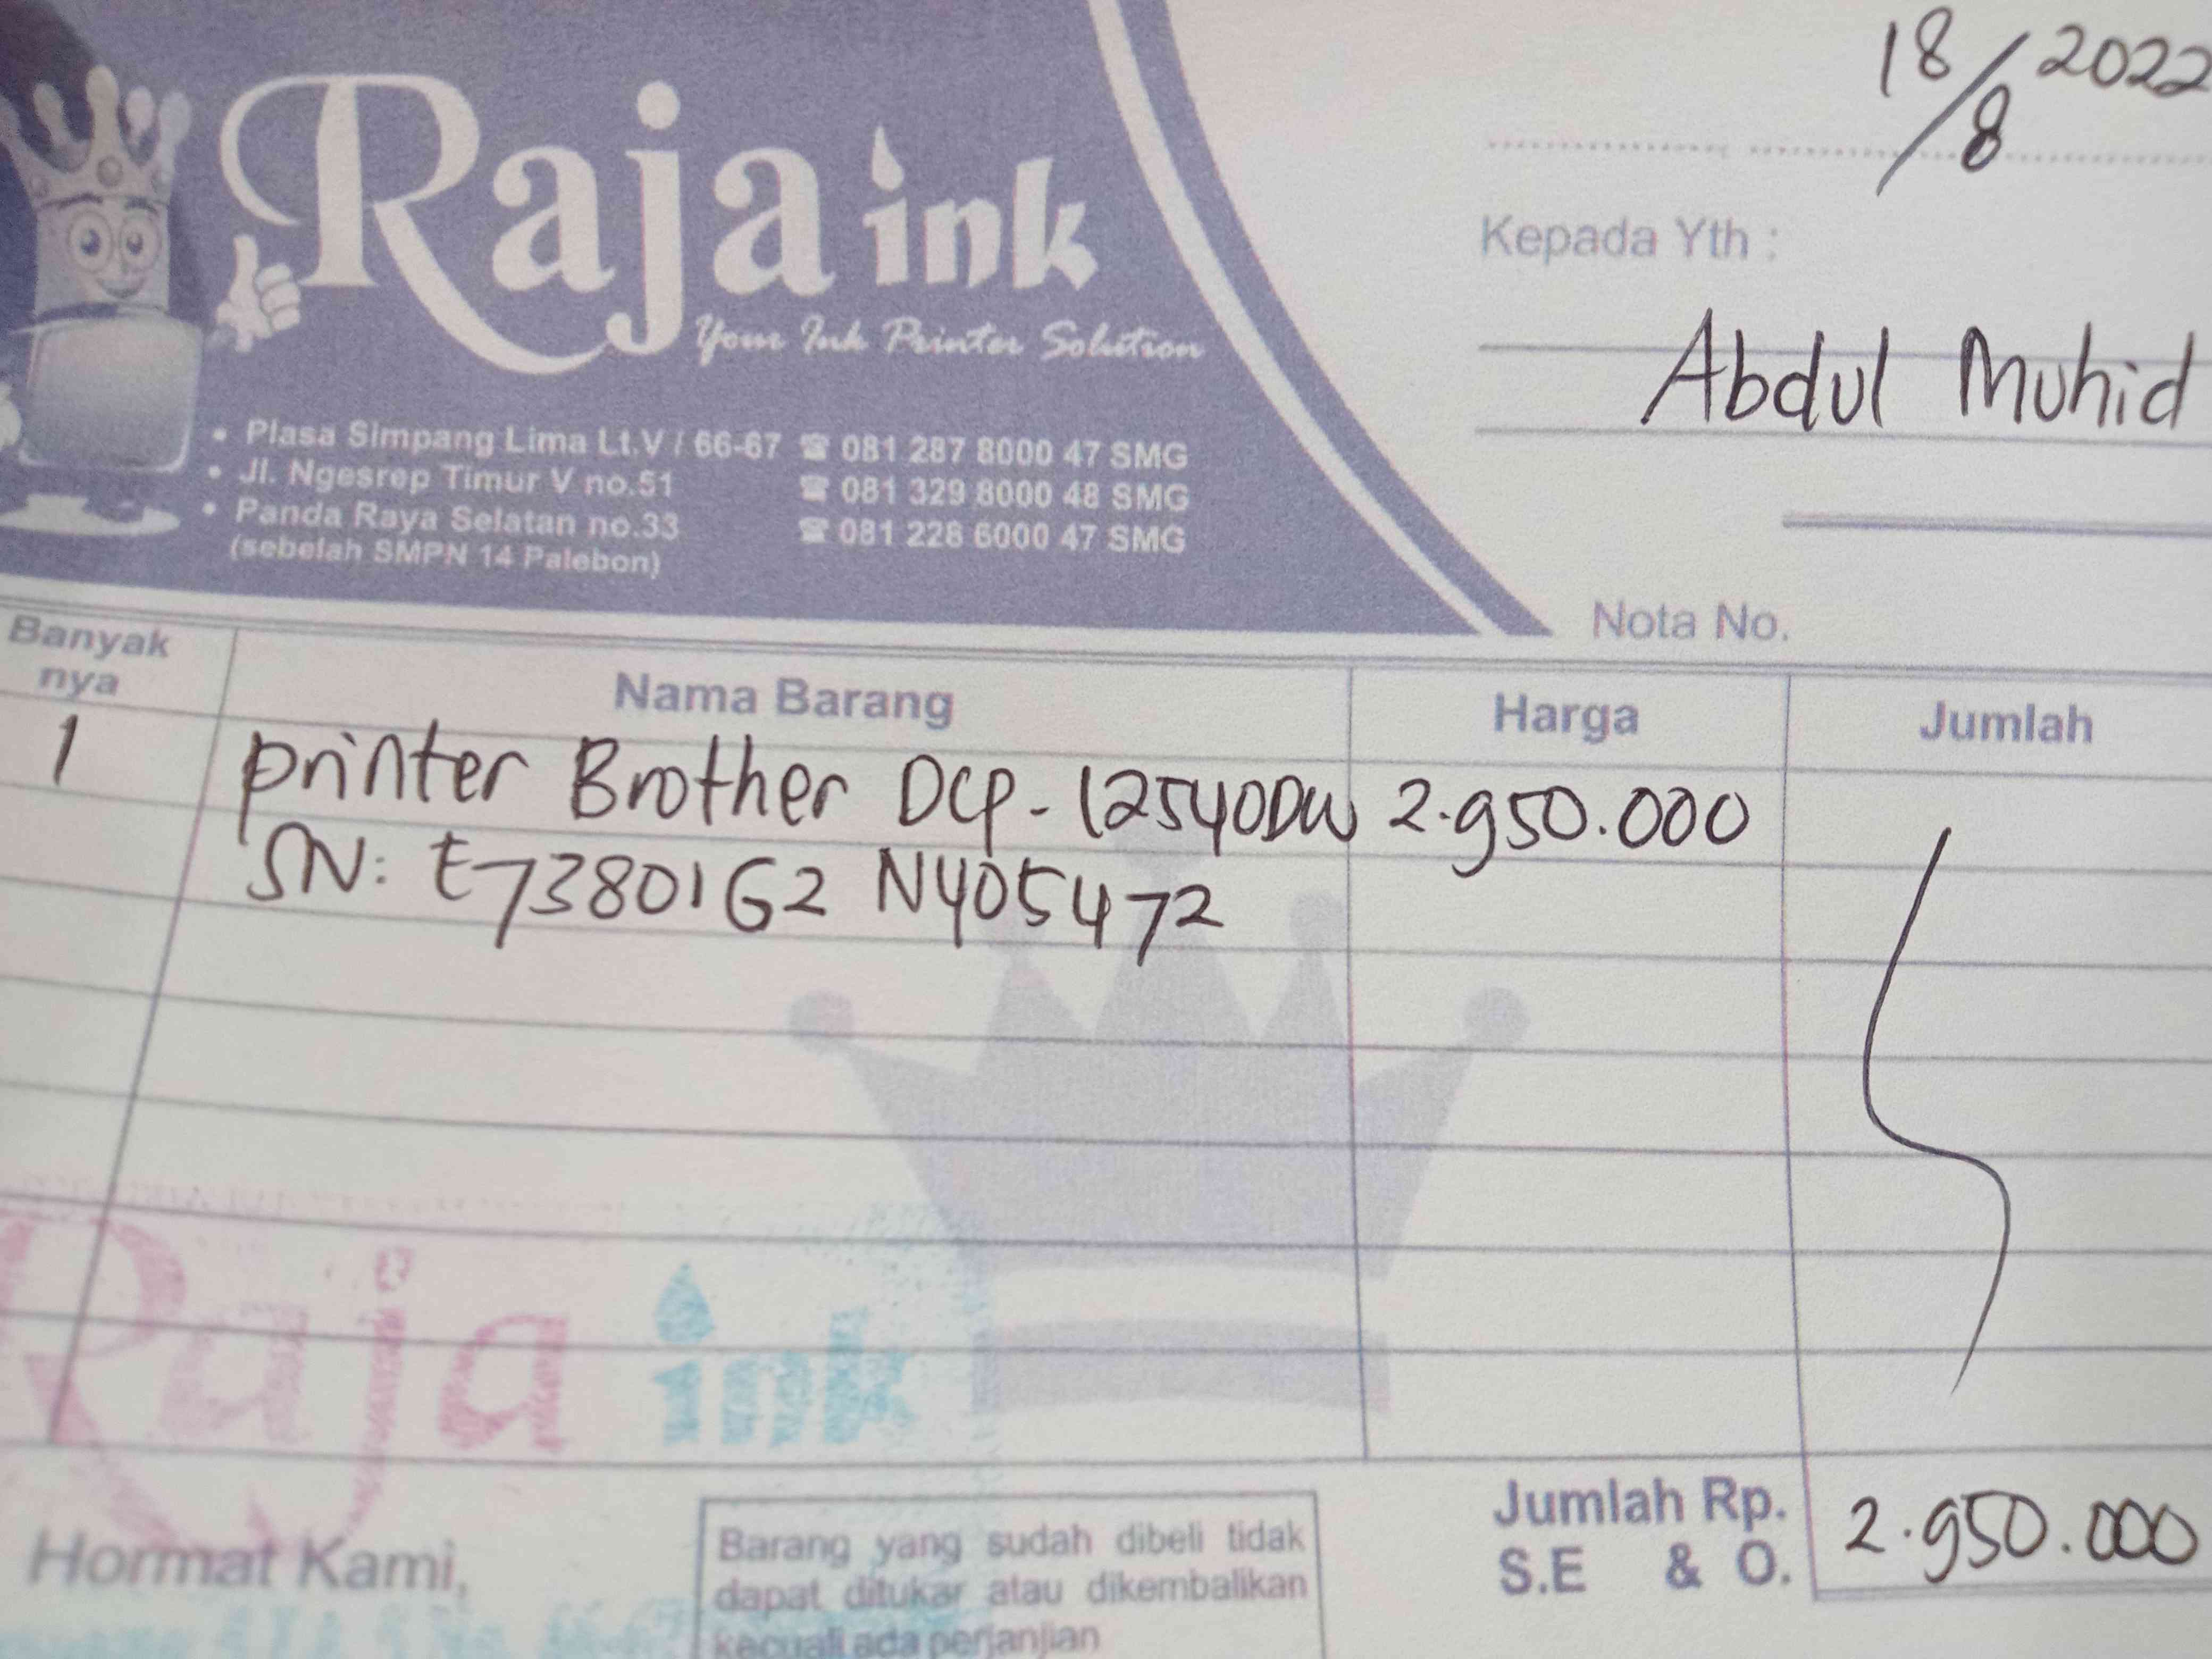 18/8 2022
Raja ink
Your Ink Printer Solution
Kepada Yth :
Abdul Muhid
• Plasa Simpang Lima Lt.V / 66-67 ☎ 081 287 8000 47 SMG
• Jl. Ngesrep Timur V no.51 ☎ 081 329 8000 48 SMG
• Panda Raya Selatan no.33 ☎ 081 228 6000 47 SMG
(sebelah SMPN 14 Palebon)
Nota No.
Banyak nya Nama Barang Harga Jumlah
1 printer Brother DCP-L2540DW 2.950.000
SN: E73801G2 N405472
Raja ink
Jumlah Rp. 2.950.000
S.E & O.
Hormat Kami,
Barang yang sudah dibeli tidak
dapat ditukar atau dikembalikan
kecuali ada perjanjian